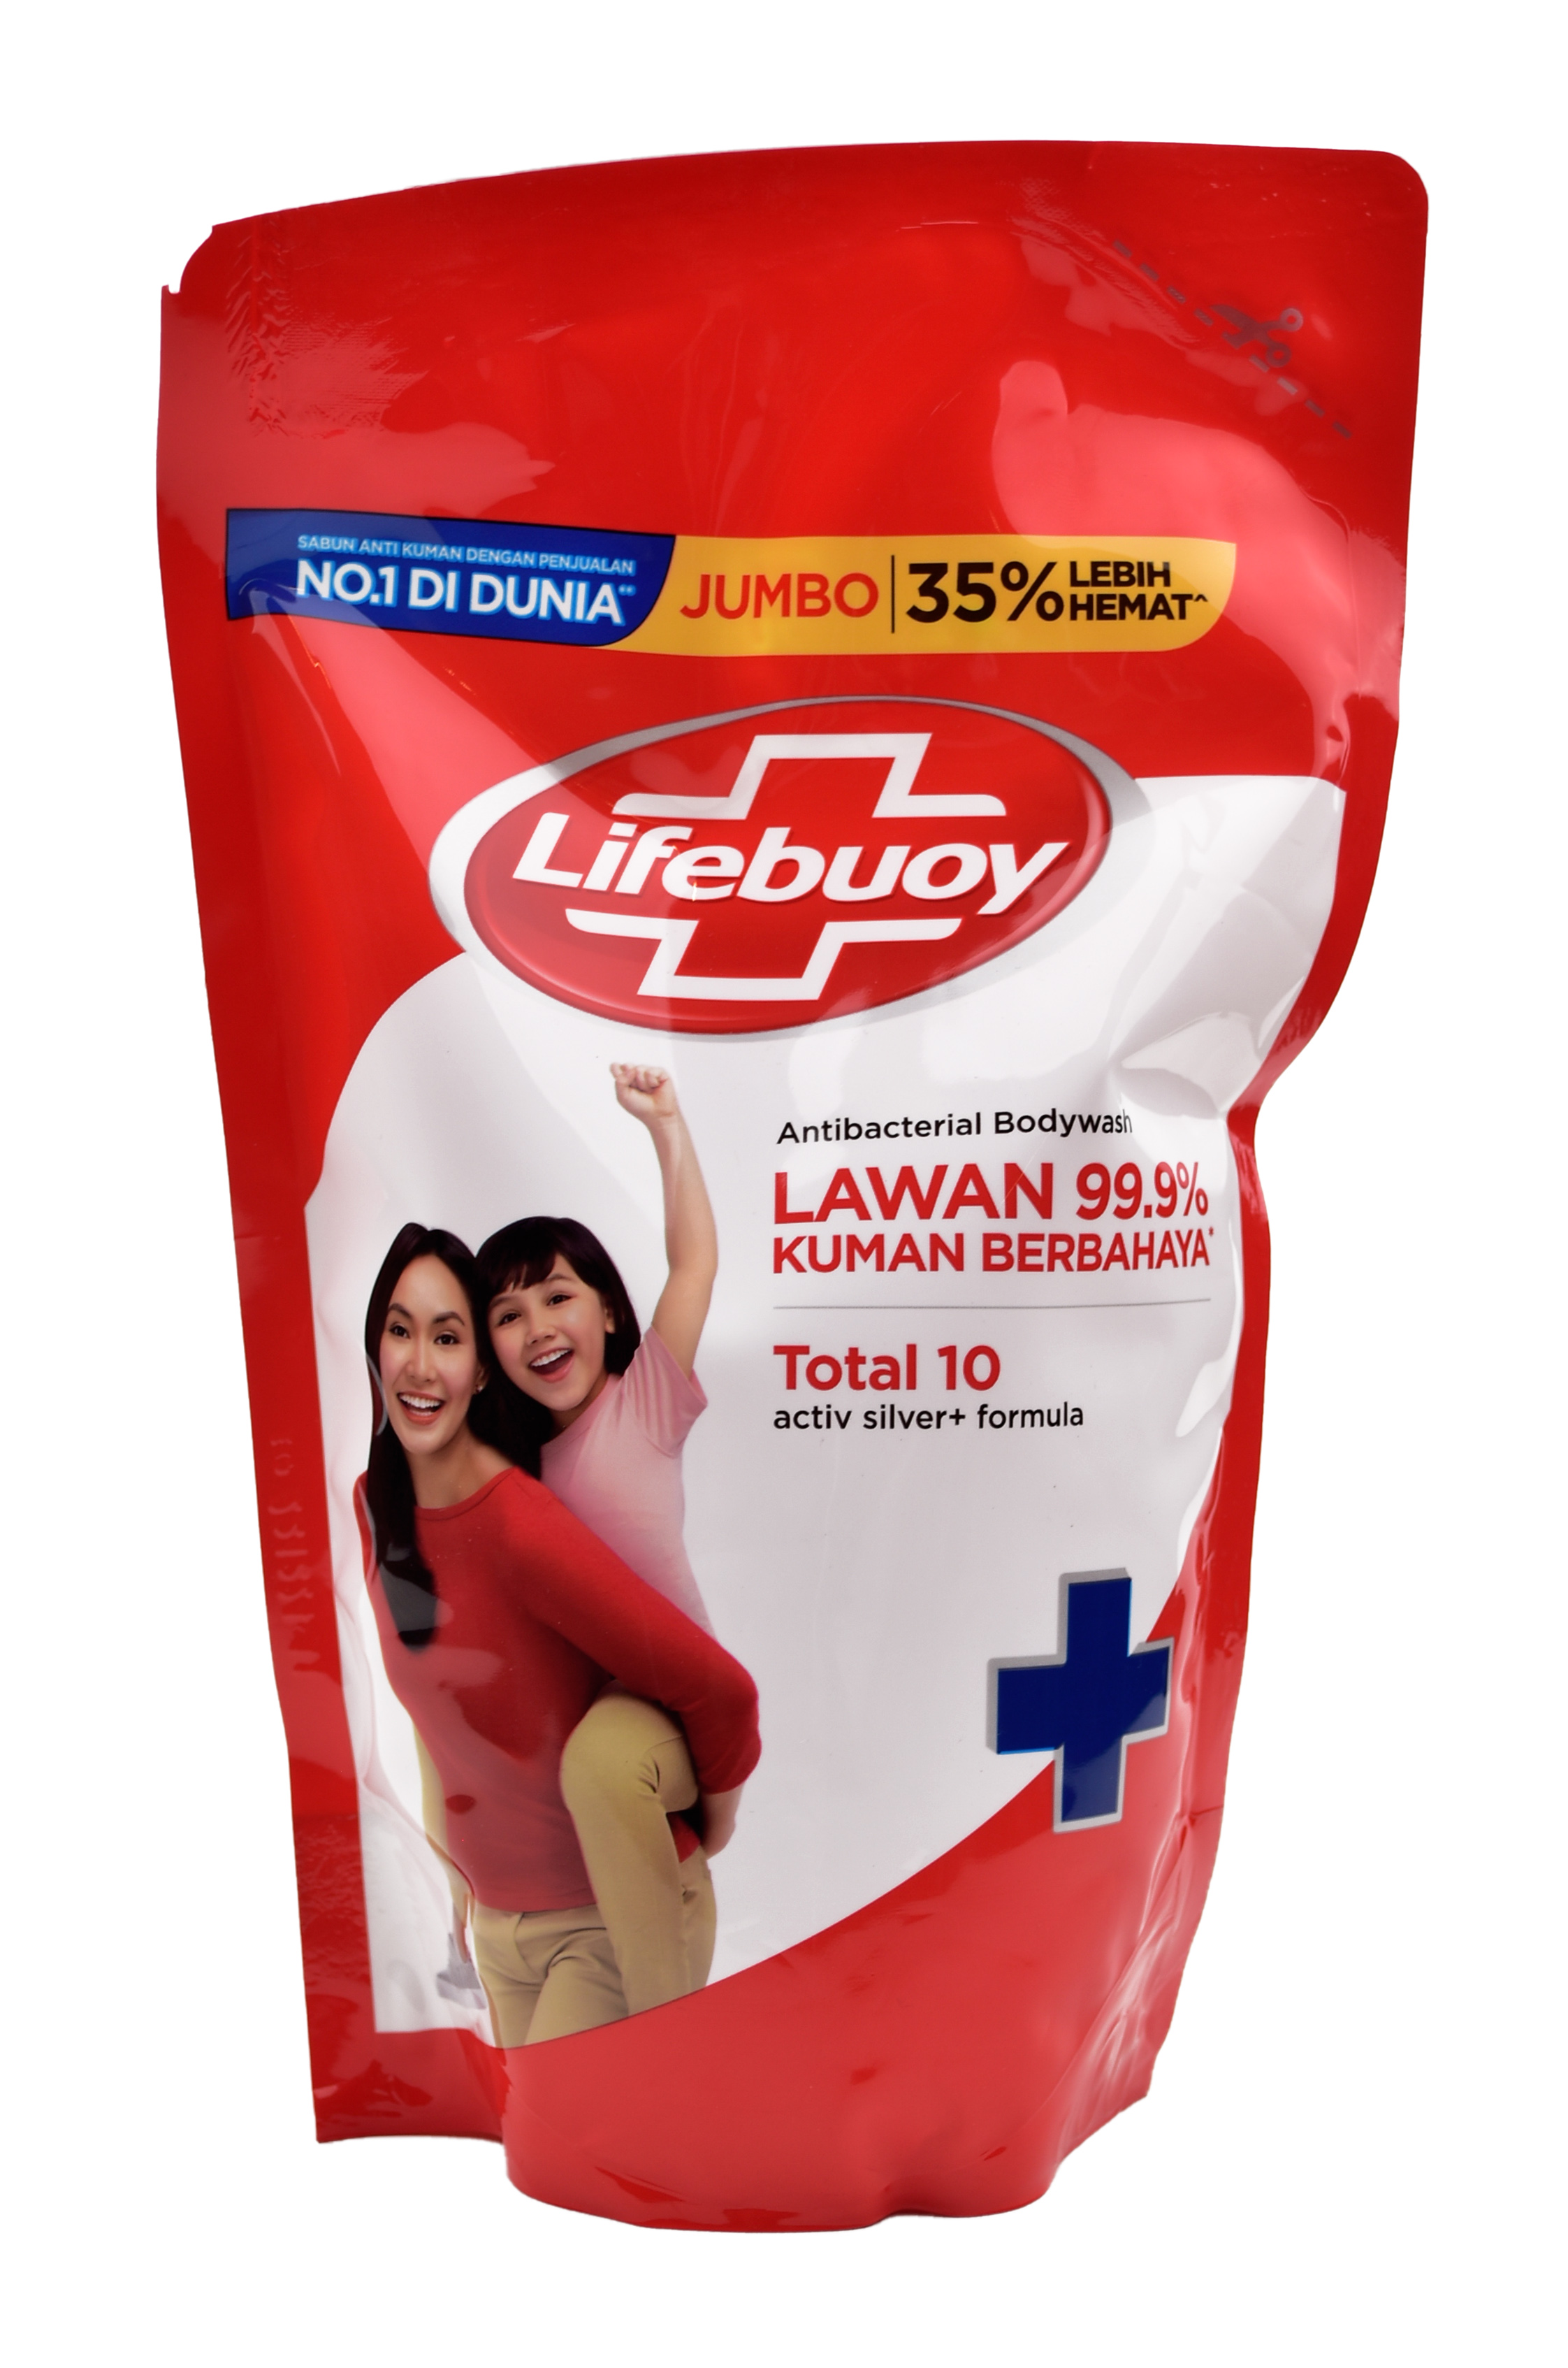 SABUN ANTI KUMAN DENGAN PENJUALAN
NO.1 DI DUNIA**
JUMBO
35%
LEBIH
HEMAT^
Lifebuoy
Antibacterial Bodywash
LAWAN 99.9%
KUMAN BERBAHAYA*
Total 10
activ silver+ formula